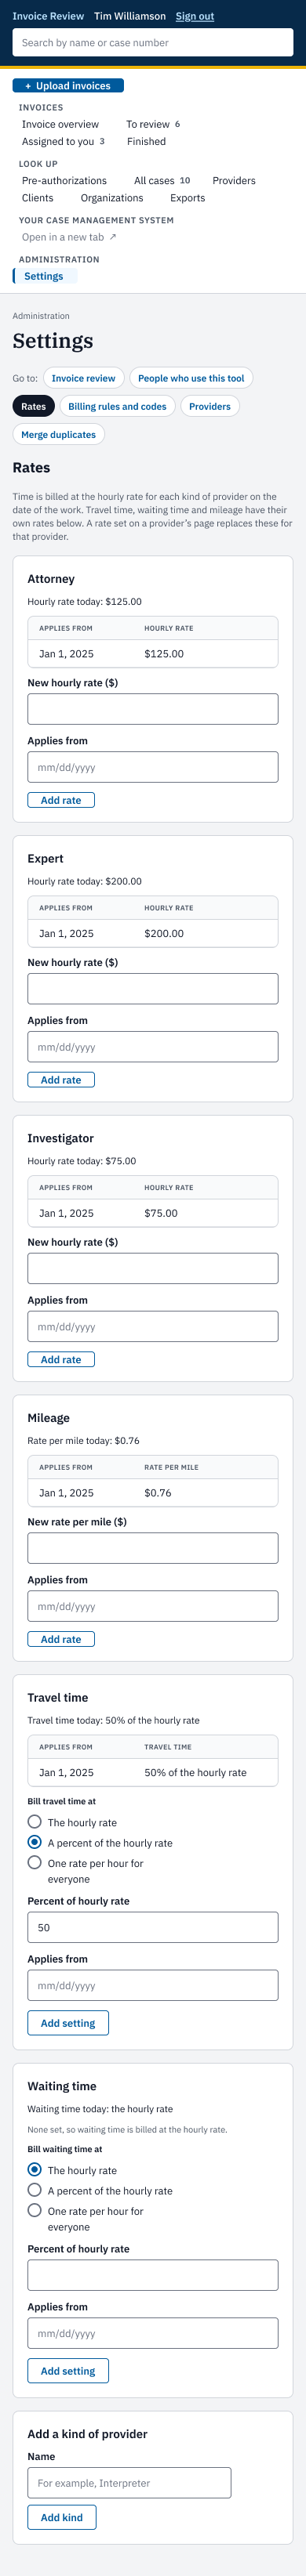 Invoice Review Tim Williamson Sign out
Search by name or case number
+ Upload invoices
INVOICES
Invoice overview To review 6
Assigned to you 3 Finished
LOOK UP
Pre-authorizations All cases 10 Providers
Clients Organizations Exports
YOUR CASE MANAGEMENT SYSTEM
Open in a new tab ↗
ADMINISTRATION
Settings
Administration
Settings
Go to: Invoice review People who use this tool
Rates Billing rules and codes Providers
Merge duplicates
Rates
Time is billed at the hourly rate for each kind of provider on the
date of the work. Travel time, waiting time and mileage have their
own rates below. A rate set on a provider's page replaces these for
that provider.
Attorney
Hourly rate today: $125.00
APPLIES FROM HOURLY RATE
Jan 1, 2025 $125.00
New hourly rate ($)
Applies from
mm/dd/yyyy
Add rate
Expert
Hourly rate today: $200.00
APPLIES FROM HOURLY RATE
Jan 1, 2025 $200.00
New hourly rate ($)
Applies from
mm/dd/yyyy
Add rate
Investigator
Hourly rate today: $75.00
APPLIES FROM HOURLY RATE
Jan 1, 2025 $75.00
New hourly rate ($)
Applies from
mm/dd/yyyy
Add rate
Mileage
Rate per mile today: $0.76
APPLIES FROM RATE PER MILE
Jan 1, 2025 $0.76
New rate per mile ($)
Applies from
mm/dd/yyyy
Add rate
Travel time
Travel time today: 50% of the hourly rate
APPLIES FROM TRAVEL TIME
Jan 1, 2025 50% of the hourly rate
Bill travel time at
The hourly rate
A percent of the hourly rate
One rate per hour for
everyone
Percent of hourly rate
50
Applies from
mm/dd/yyyy
Add setting
Waiting time
Waiting time today: the hourly rate
None set, so waiting time is billed at the hourly rate.
Bill waiting time at
The hourly rate
A percent of the hourly rate
One rate per hour for
everyone
Percent of hourly rate
Applies from
mm/dd/yyyy
Add setting
Add a kind of provider
Name
For example, Interpreter
Add kind